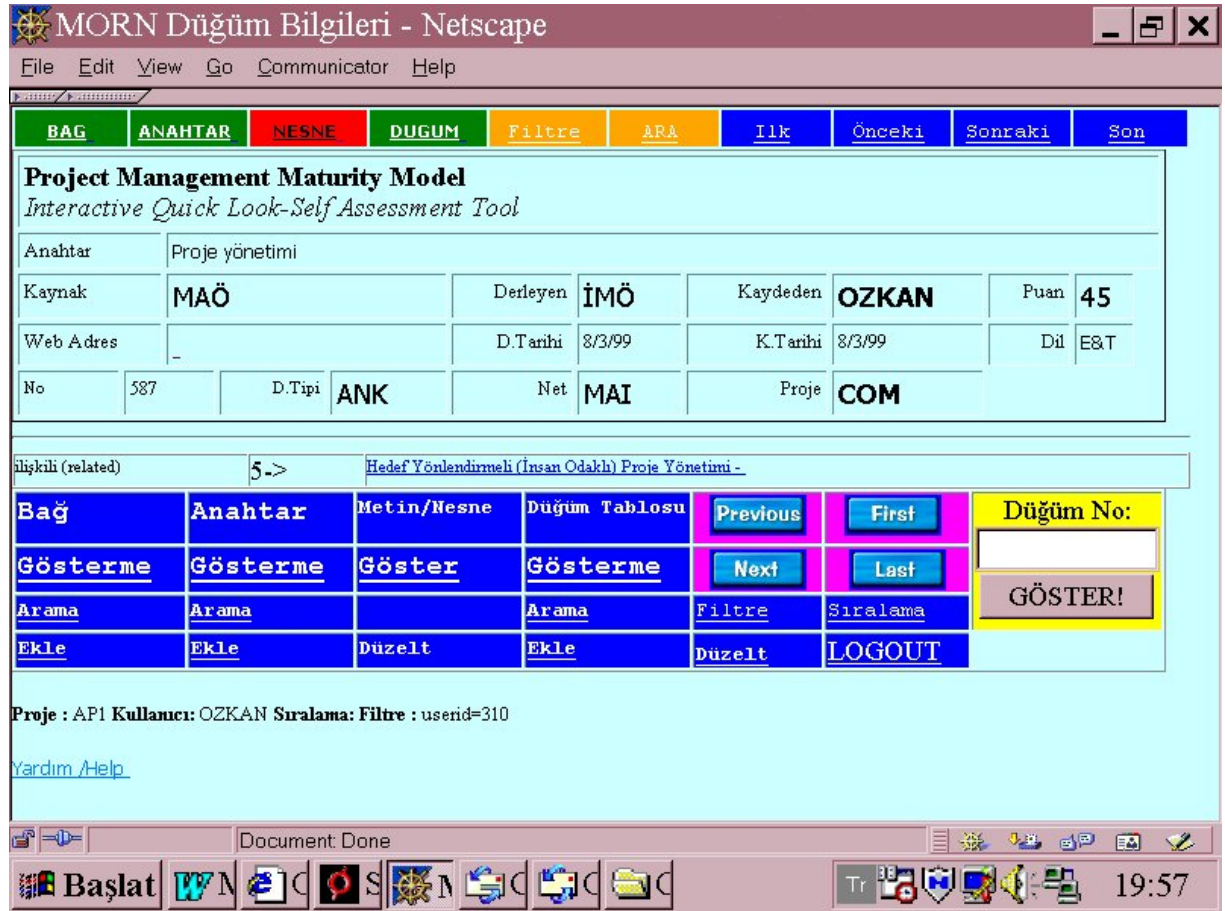 MORN Düğüm Bilgileri - Netscape
File Edit View Go Communicator Help
BAG ANAHTAR NESNE DUGUM Filtre ARA Ilk Önceki Sonraki Son
Project Management Maturity Model
Interactive Quick Look-Self Assessment Tool
Anahtar Proje yönetimi
Kaynak MAÖ Derleyen İMÖ Kaydeden OZKAN Puan 45
Web Adres _ D.Tarihi 8/3/99 K.Tarihi 8/3/99 Dil E&T
No 587 D.Tipi ANK Net MAI Proje COM
ilişkili (related) 5-> Hedef Yönlendirmeli (İnsan Odaklı) Proje Yönetimi -
Bağ Anahtar Metin/Nesne Düğüm Tablosu Previous First Düğüm No:
Gösterme Gösterme Göster Gösterme Next Last GÖSTER!
Arama Arama Arama Filtre Sıralama
Ekle Ekle Düzelt Ekle Düzelt LOGOUT
Proje : AP1 Kullanıcı: OZKAN Sıralama: Filtre : userid=310
Yardım /Help
Document: Done
Başlat N C S N C C C Tr 19:57